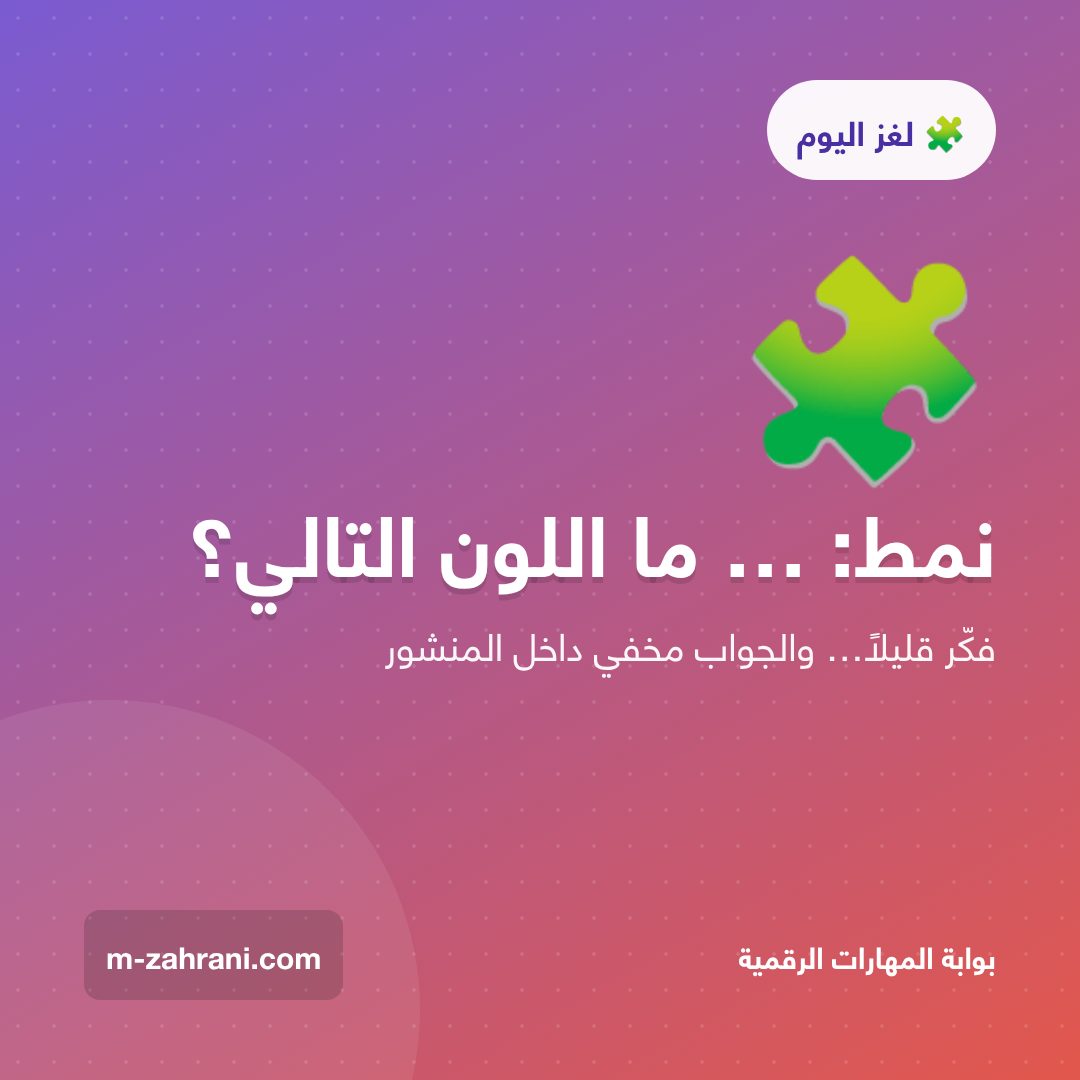 🧩 لغز اليوم
نمط: ... ما اللون التالي؟
فكّر قليلاً... والجواب مخفي داخل المنشور
بوابة المهارات الرقمية
m-zahrani.com